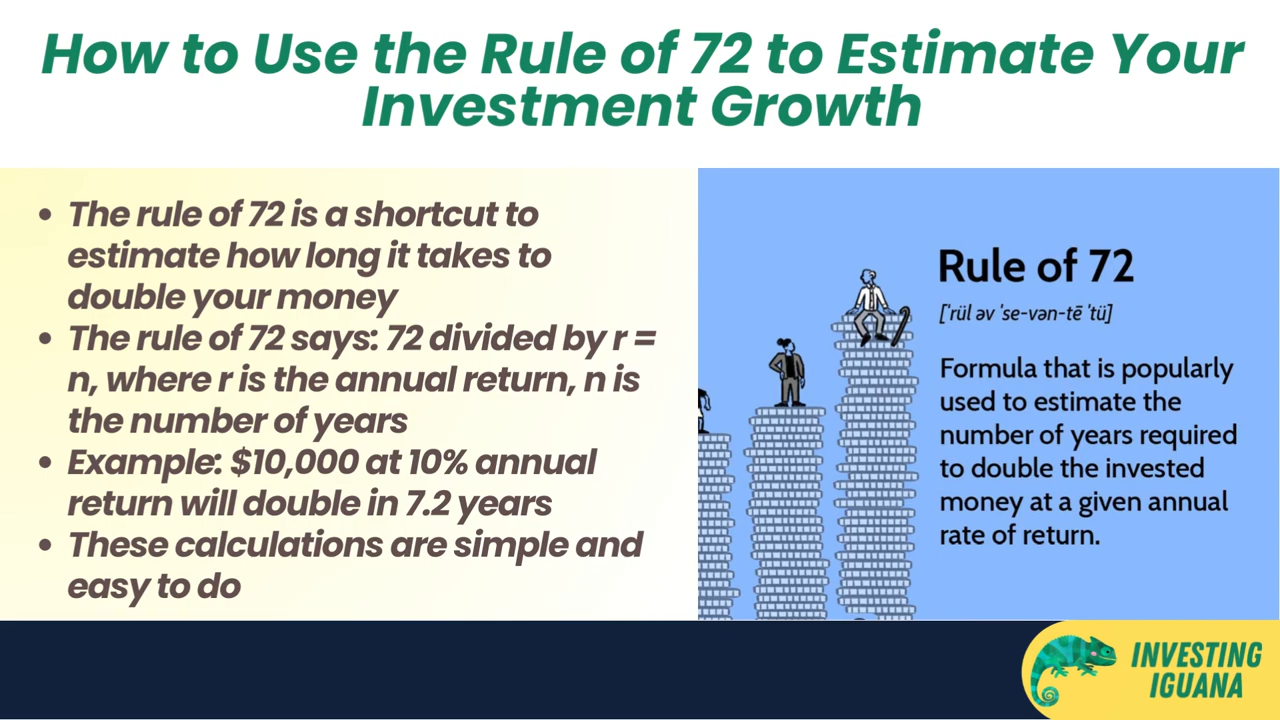 How to Use the Rule of 72 to Estimate Your
Investment Growth
• The rule of 72 is a shortcut to
estimate how long it takes to
double your money
• The rule of 72 says: 72 divided by r =
n, where r is the annual return, n is
the number of years
• Example: $10,000 at 10% annual
return will double in 7.2 years
• These calculations are simple and
easy to do
Rule of 72
['rül əv 'se-vən-tē 'tü]
Formula that is popularly
used to estimate the
number of years required
to double the invested
money at a given annual
rate of return.
INVESTING
IGUANA